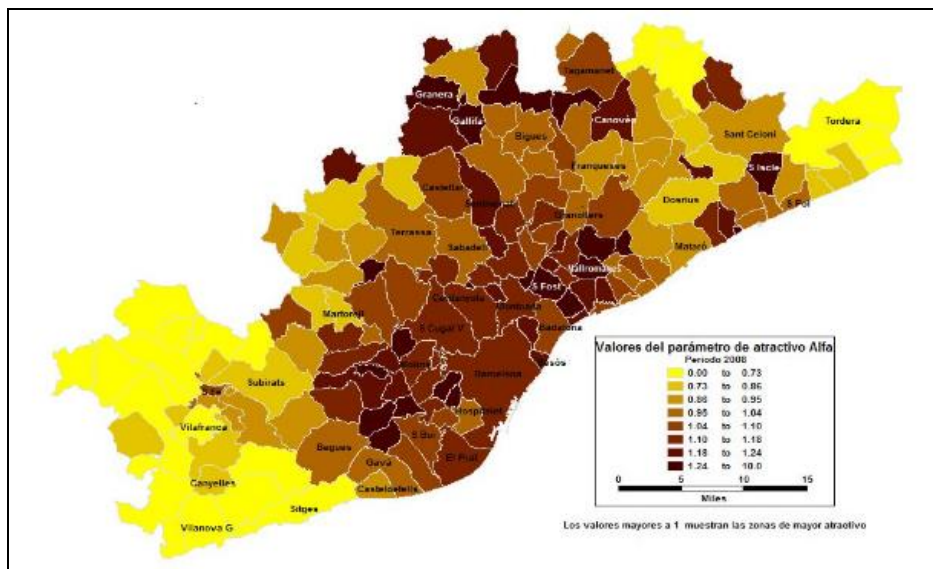 Tagamanet
Granera
Gallifa
Canovès
Tordera
Bigues
Sant Celoni
S Iscle
Franqueses
Castellar
Dosrius
S Pol
Granollers
Terrassa
Sabadell
Mataró
Vallromanes
S Fost
Martorell
Montcada
S Cugat V
Badalona
Subirats
Barcelona
Vilafranca
Hospitalet
Begues
S Boi
El Prat
Gavà
Canyelles
Castelldefels
Sitges
Vilanova G
Valores del parámetro de atractivo Alfa
Periodo 2008
0.00 to 0.73
0.73 to 0.86
0.86 to 0.95
0.95 to 1.04
1.04 to 1.10
1.10 to 1.18
1.18 to 1.24
1.24 to 10.0
0 5 10 15
Miles
Los valores mayores a 1 muestran las zonas de mayor atractivo